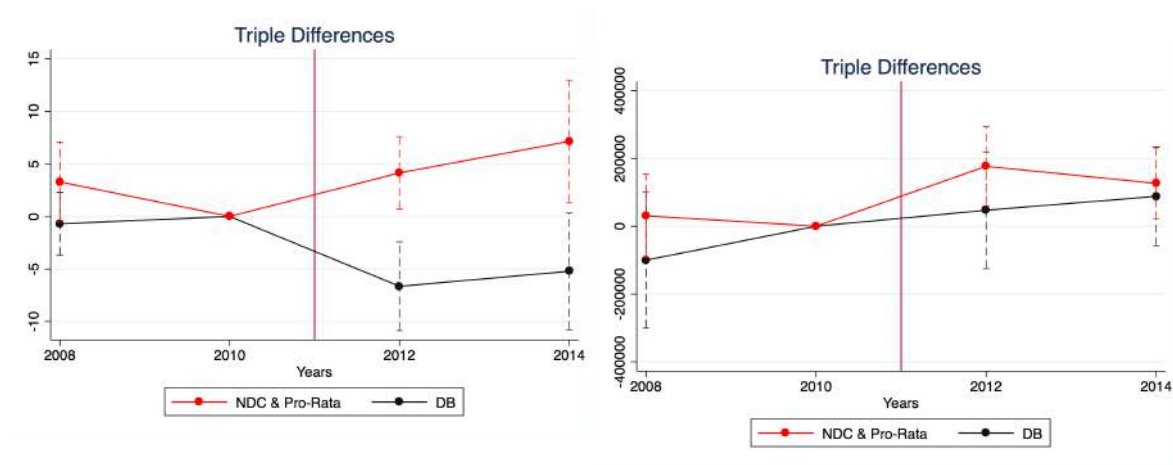 Triple Differences
15
10
5
0
-5
-10
2008 2010 2012 2014
Years
NDC & Pro-Rata DB
Triple Differences
400000
200000
0
-200000
-400000
2008 2010 2012 2014
Years
NDC & Pro-Rata DB